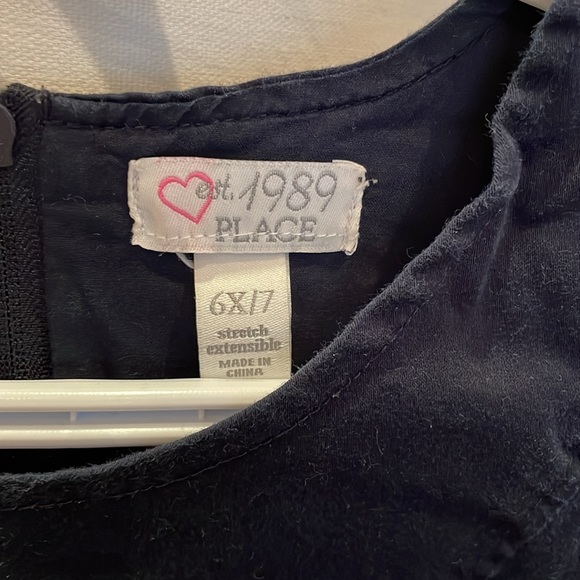 est. 1989
PLACE
6X/7
stretch
extensible
MADE IN
CHINA